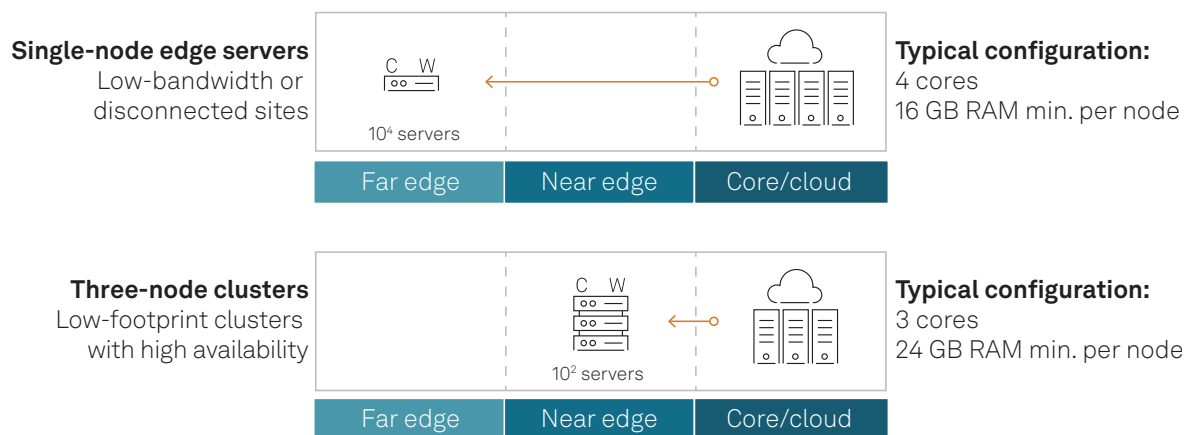 Single-node edge servers
Low-bandwidth or
disconnected sites
C W
10⁴ servers
Typical configuration:
4 cores
16 GB RAM min. per node
Far edge
Near edge
Core/cloud
Three-node clusters
Low-footprint clusters
with high availability
C W
10² servers
Typical configuration:
3 cores
24 GB RAM min. per node
Far edge
Near edge
Core/cloud